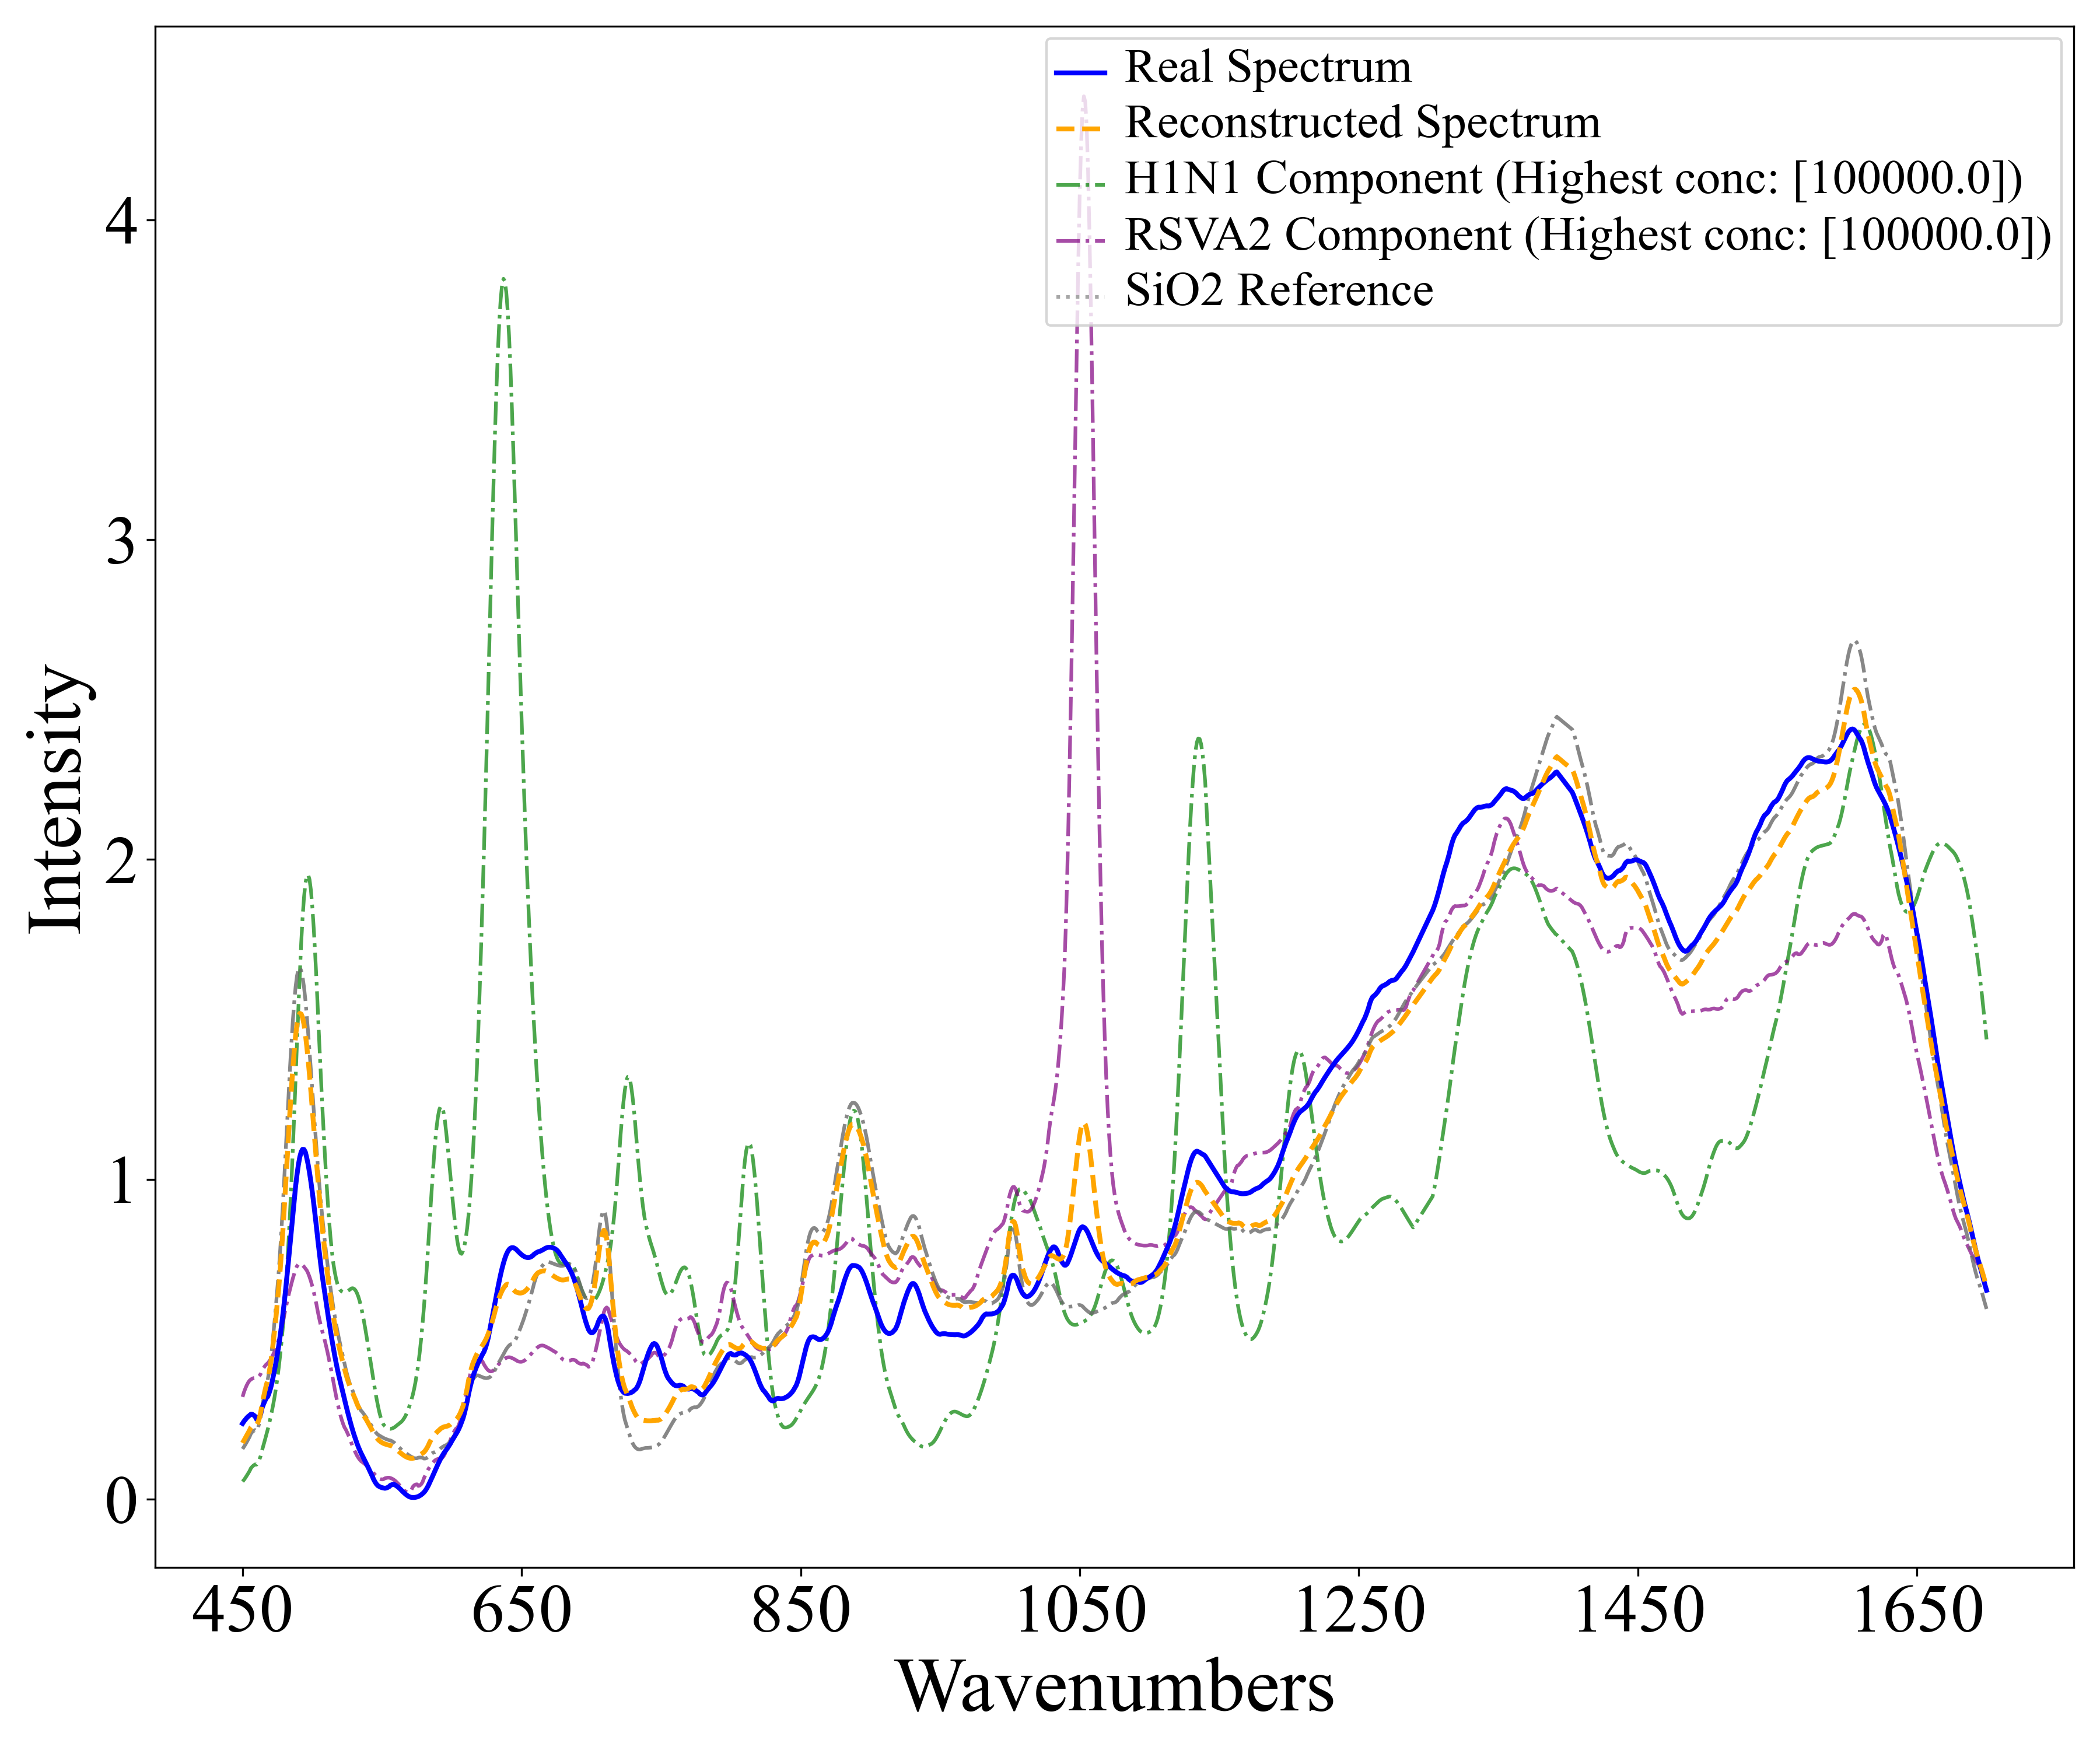 Real Spectrum
Reconstructed Spectrum
H1N1 Component (Highest conc: [100000.0])
RSVA2 Component (Highest conc: [100000.0])
SiO2 Reference
Intensity
4
3
2
1
0
450 650 850 1050 1250 1450 1650
Wavenumbers